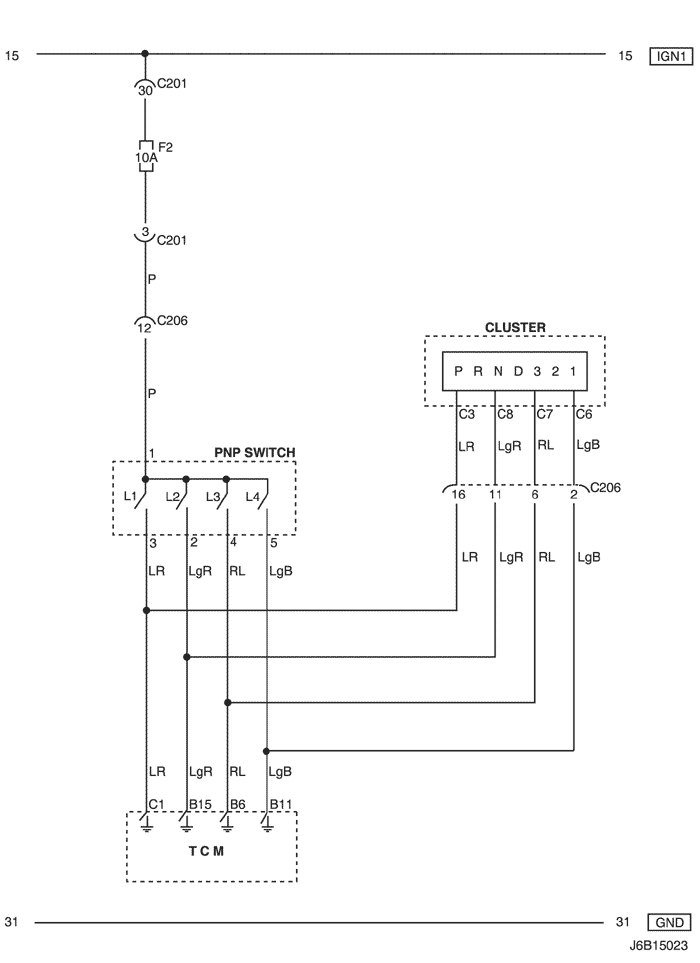 15 15 IGN1
C201
30
F2
10A
3
C201
P
C206
12
CLUSTER
P R N D 3 2 1
P
C3 C8 C7 C6
LR LgR RL LgB
1
PNP SWITCH
C206
L1 L2 L3 L4
16 11 6 2
3 2 4 5
LR LgR RL LgB
LR LgR RL LgB
LR LgR RL LgB
C1 B15 B6 B11
TCM
31 31 GND
J6B15023